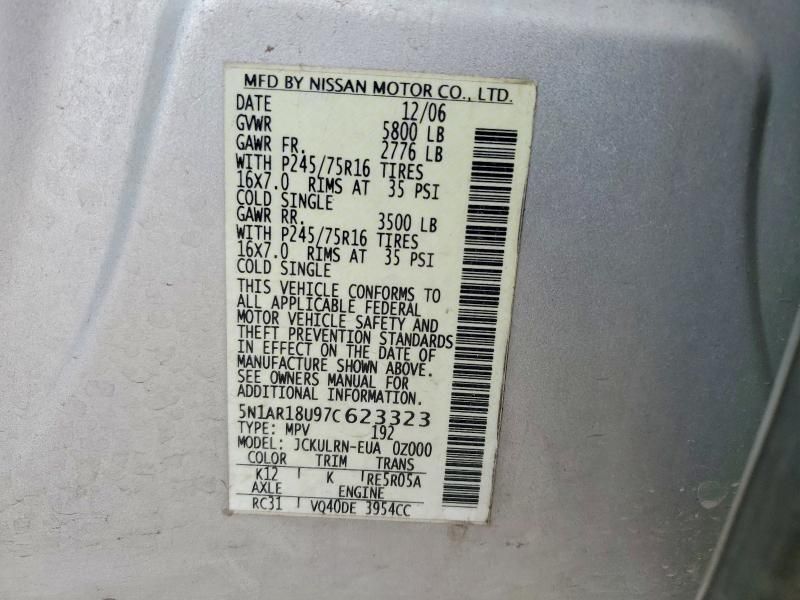 MFD BY NISSAN MOTOR CO., LTD.
DATE 12/06
GVWR 5800 LB
GAWR FR. 2776 LB
WITH P245/75R16 TIRES
16X7.0 RIMS AT 35 PSI
COLD SINGLE
GAWR RR. 3500 LB
WITH P245/75R16 TIRES
16X7.0 RIMS AT 35 PSI
COLD SINGLE
THIS VEHICLE CONFORMS TO
ALL APPLICABLE FEDERAL
MOTOR VEHICLE SAFETY AND
THEFT PREVENTION STANDARDS
IN EFFECT ON THE DATE OF
MANUFACTURE SHOWN ABOVE.
SEE OWNERS MANUAL FOR
ADDITIONAL INFORMATION.
5N1AR18U97C623323
TYPE: MPV 192
MODEL: JCKULRN-EUA 0Z000
COLOR TRIM TRANS
K12 K RE5R05A
AXLE ENGINE
RC31 VQ40DE 3954CC